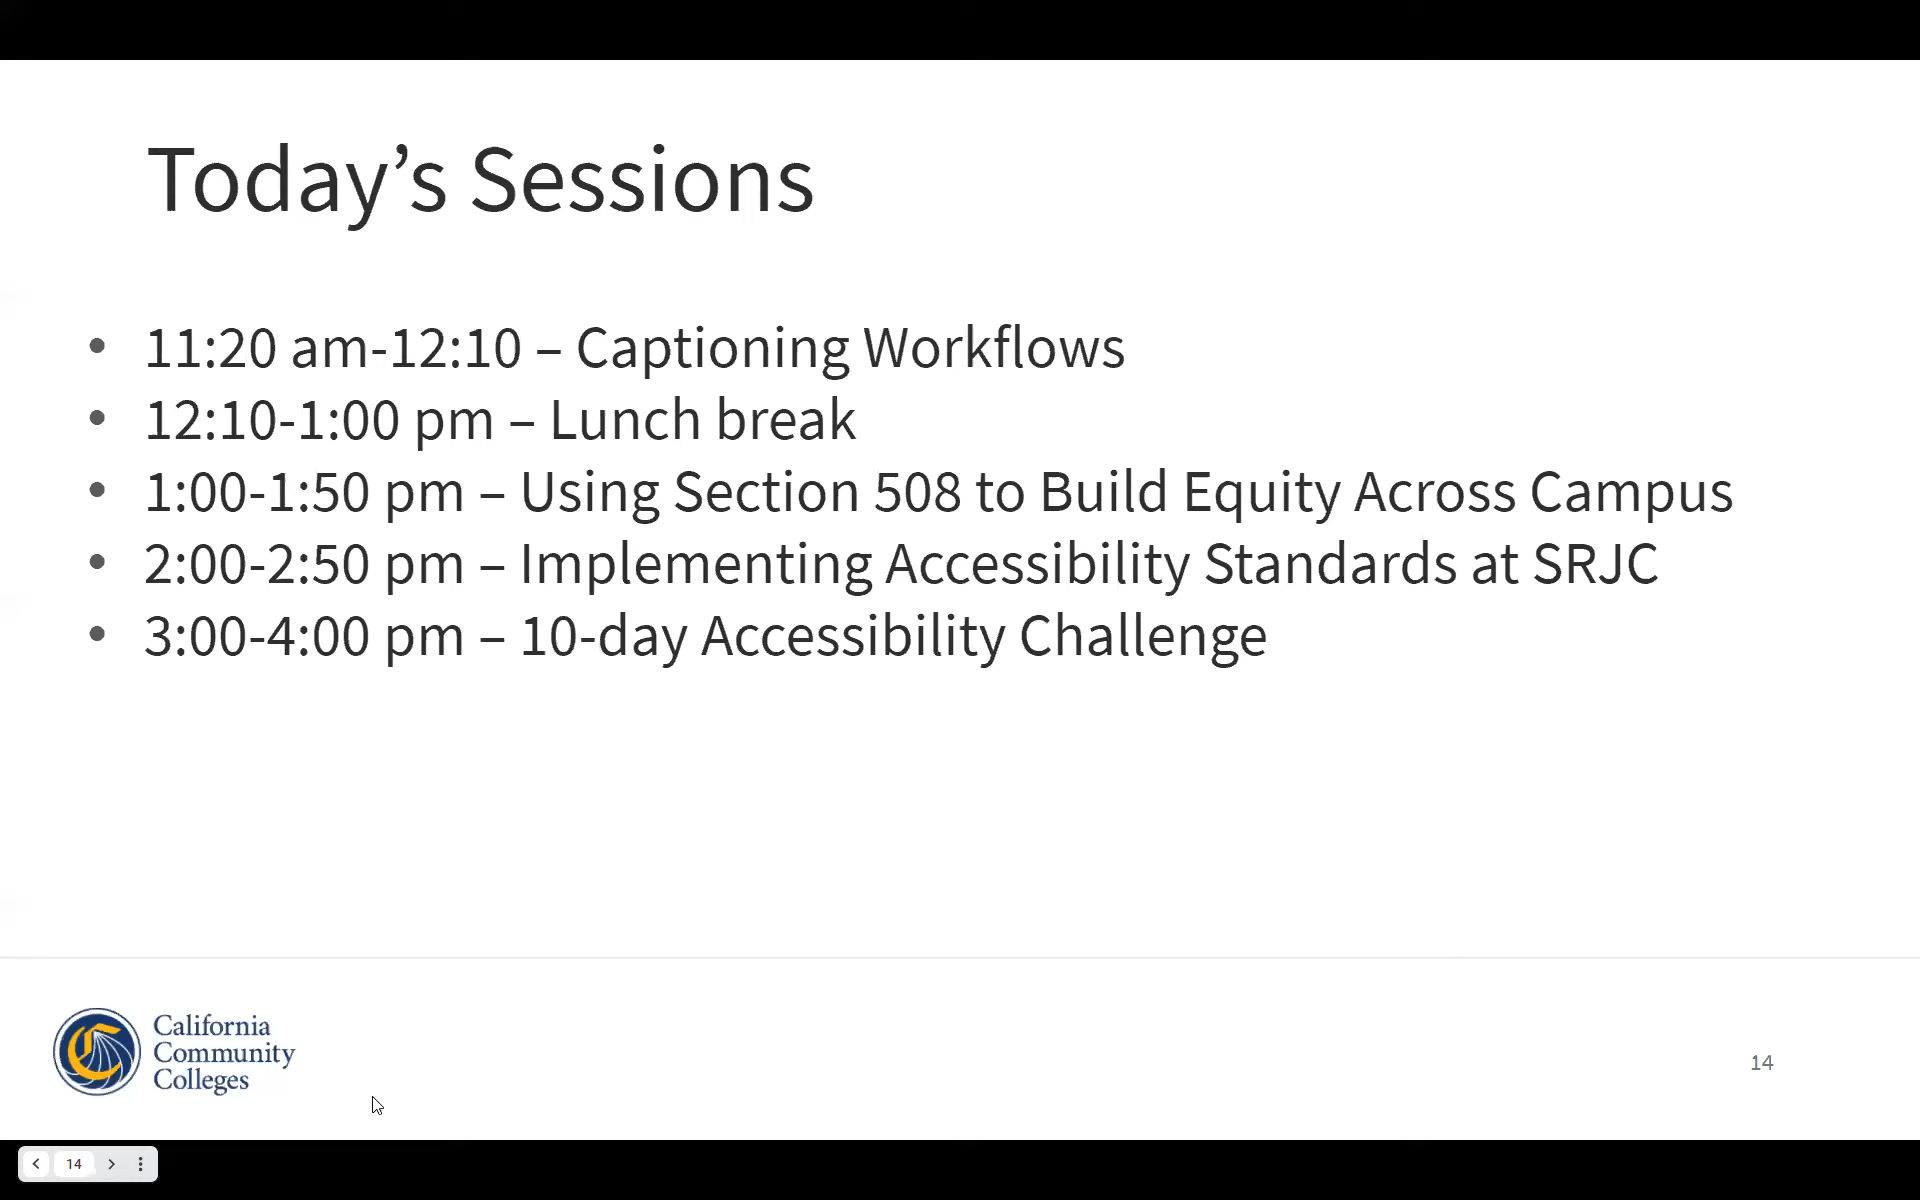 Today’s Sessions
• 11:20 am-12:10 – Captioning Workflows
• 12:10-1:00 pm – Lunch break
• 1:00-1:50 pm – Using Section 508 to Build Equity Across Campus
• 2:00-2:50 pm – Implementing Accessibility Standards at SRJC
• 3:00-4:00 pm – 10-day Accessibility Challenge
California
Community
Colleges
14
14